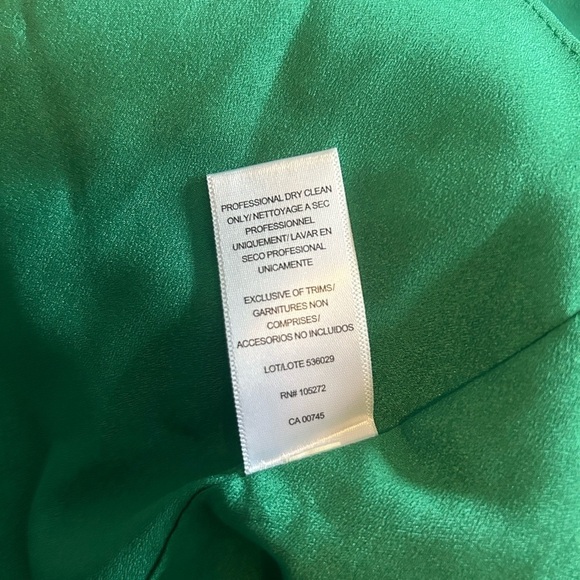 PROFESSIONAL DRY CLEAN
ONLY/ NETTOYAGE A SEC
PROFESSIONNEL
UNIQUEMENT/ LAVAR EN
SECO PROFESIONAL
UNICAMENTE
EXCLUSIVE OF TRIMS/
GARNITURES NON
COMPRISES/
ACCESORIOS NO INCLUIDOS
LOT/LOTE 536029
RN# 105272
CA 00745